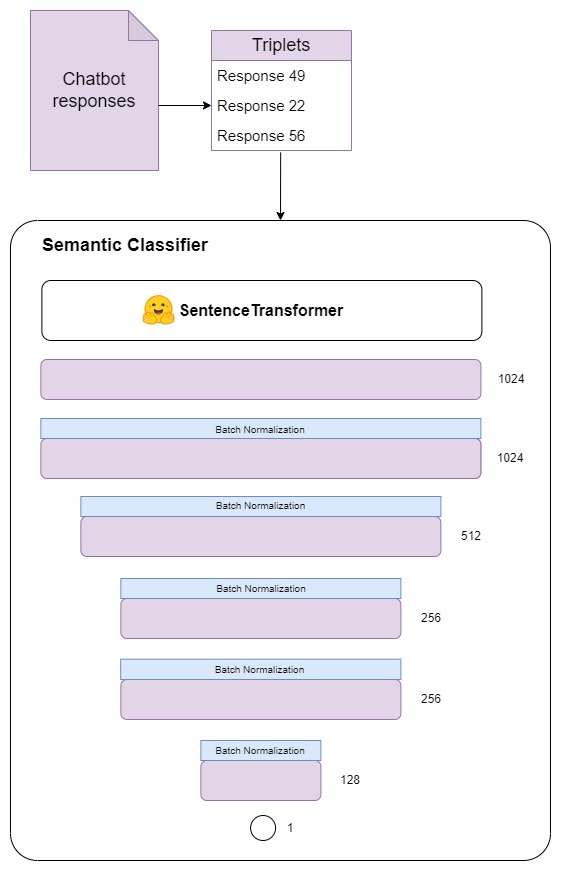 Chatbot
responses
Triplets
Response 49
Response 22
Response 56
Semantic Classifier
SentenceTransformer
1024
Batch Normalization
1024
Batch Normalization
512
Batch Normalization
256
Batch Normalization
256
Batch Normalization
128
1